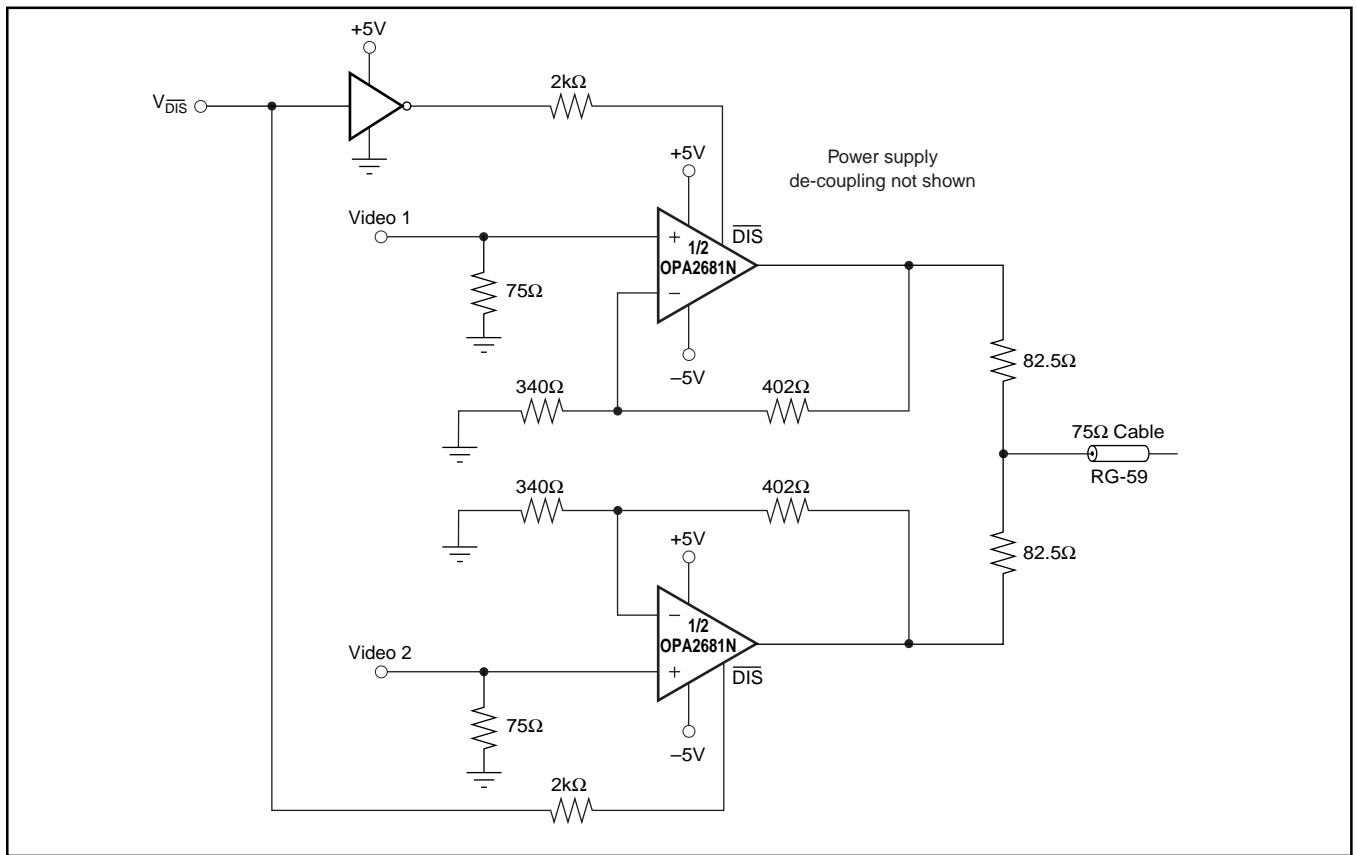 +5V
V DIS
2kΩ
+5V
Power supply
de-coupling not shown
Video 1
DIS
+
1/2
OPA2681N
–
75Ω
–5V
82.5Ω
340Ω
402Ω
75Ω Cable
RG-59
340Ω
402Ω
+5V
82.5Ω
–
1/2
OPA2681N
Video 2
+
DIS
75Ω
–5V
2kΩ